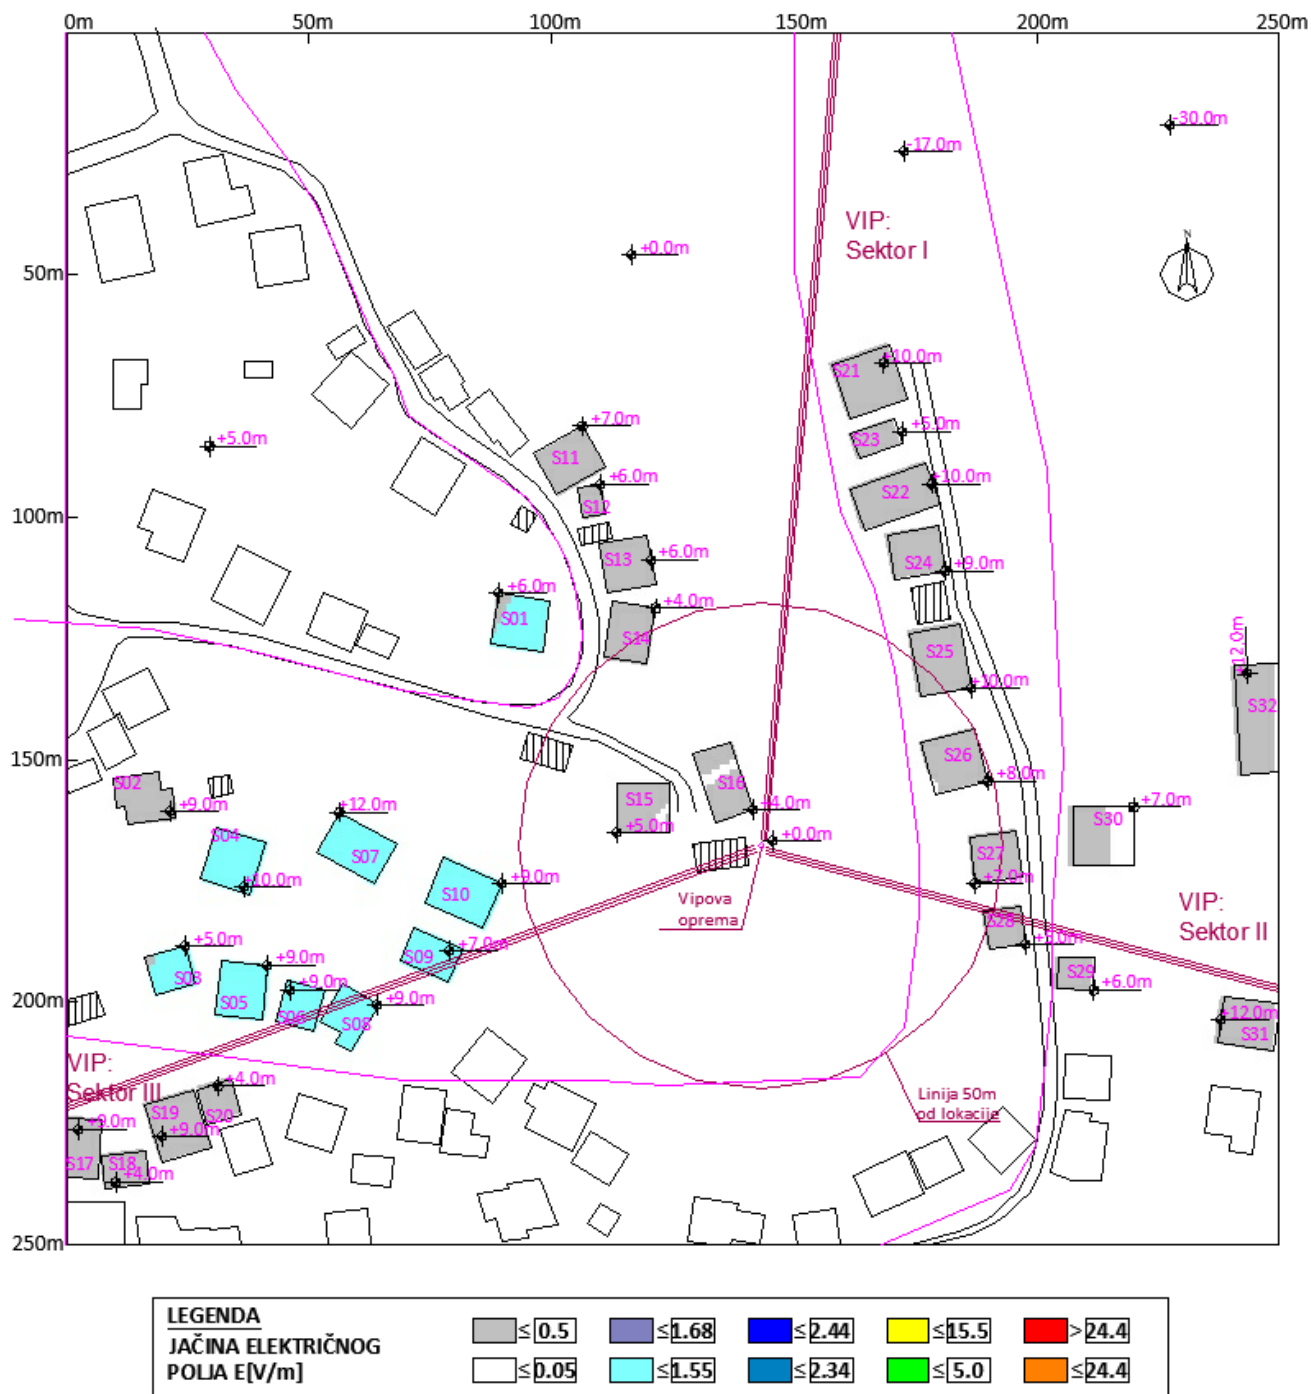 0m 50m 100m 150m 200m 250m
-30.0m
-17.0m
VIP:
Sektor I
+0.0m
N
50m
+10.0m
S21
+7.0m
+5.0m
S23
+5.0m
S11
+6.0m
+10.0m
S22
S12
100m
+6.0m
S13
+9.0m
S24
+6.0m
S01
+4.0m
S14
S25
+12.0m
+10.0m
S32
150m
S26
S02
+9.0m
+12.0m
S16
+4.0m
+8.0m
S15
+5.0m
+7.0m
S30
+0.0m
S04
S07
S27
+10.0m
S10
+9.0m
+7.0m
Vipova
oprema
VIP:
Sektor II
S28
+5.0m
S03
+9.0m
S09
+7.0m
S29
+6.0m
200m
S05
+9.0m
S06
+9.0m
S08
+12.0m
S31
VIP:
Sektor III
+4.0m
S19
S20
+9.0m
+9.0m
S17
S18
+4.0m
Linija 50m
od lokacije
250m
LEGENDA
JAČINA ELEKTRIČNOG
POLJA E[V/m]
≤ 0.5 ≤ 1.68 ≤ 2.44 ≤ 15.5 > 24.4
≤ 0.05 ≤ 1.55 ≤ 2.34 ≤ 5.0 ≤ 24.4